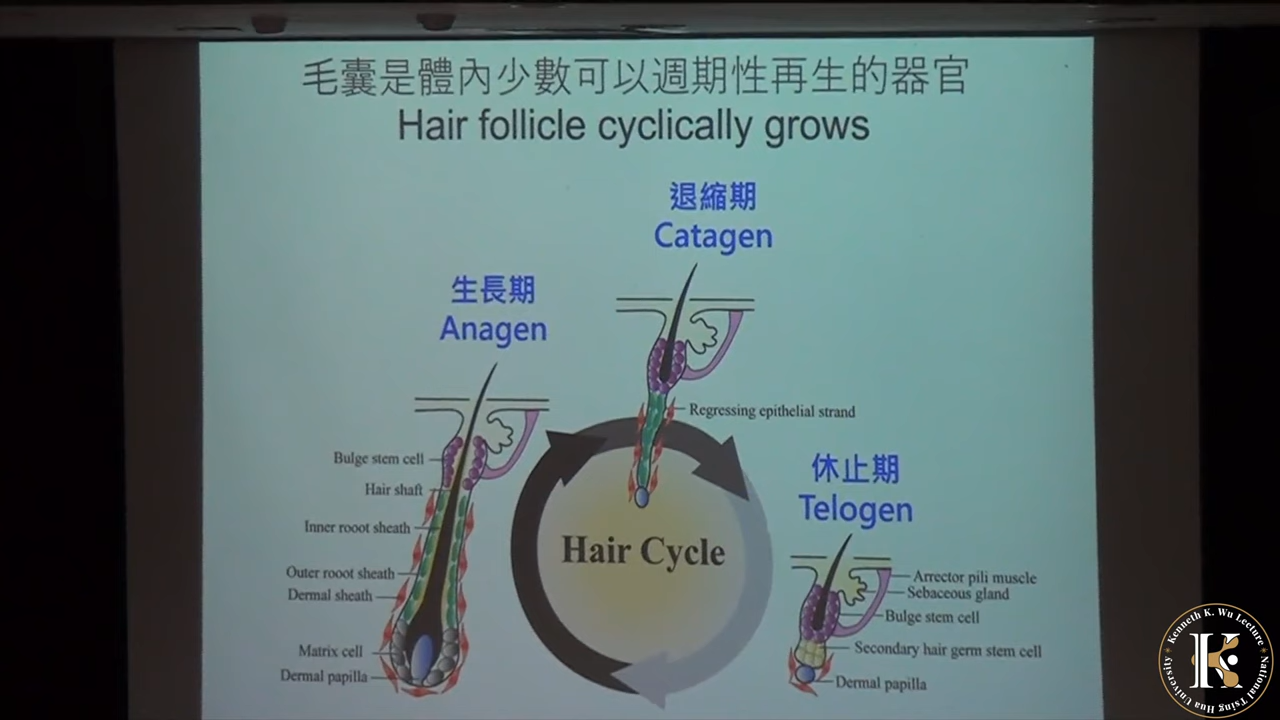 毛囊是體內少數可以週期性再生的器官
Hair follicle cyclically grows
退縮期
Catagen
生長期
Anagen
Regressing epithelial strand
休止期
Telogen
Bulge stem cell
Hair shaft
Inner rooot sheath
Outer rooot sheath
Dermal sheath
Matrix cell
Dermal papilla
Hair Cycle
Arrector pili muscle
Sebaceous gland
Bulge stem cell
Secondary hair germ stem cell
Dermal papilla
Kenneth K. Wu Lecture
National Tsing Hua University
K